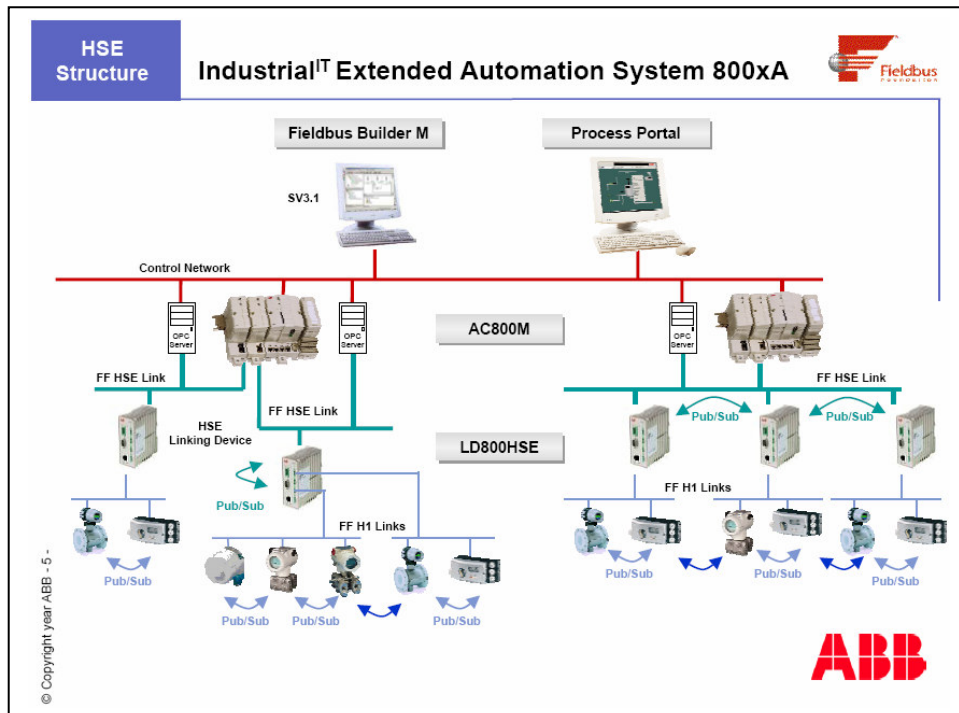 HSE
Structure
Industrial^IT Extended Automation System 800xA
Fieldbus
Foundation
Fieldbus Builder M
Process Portal
SV3.1
Control Network
OPC
Server
OPC
Server
AC800M
OPC
Server
FF HSE Link
FF HSE Link
FF HSE Link
HSE
Linking Device
LD800HSE
Pub/Sub
Pub/Sub
Pub/Sub
FF H1 Links
FF H1 Links
Pub/Sub
Pub/Sub
Pub/Sub
Pub/Sub
Pub/Sub
Pub/Sub
Pub/Sub
© Copyright year ABB - 5 -
ABB